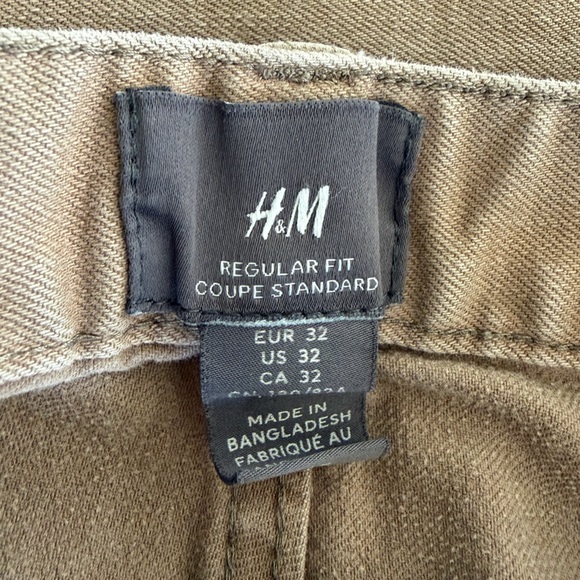 H&M
REGULAR FIT
COUPE STANDARD
EUR 32
US 32
CA 32
MADE IN
BANGLADESH
FABRIQUÉ AU